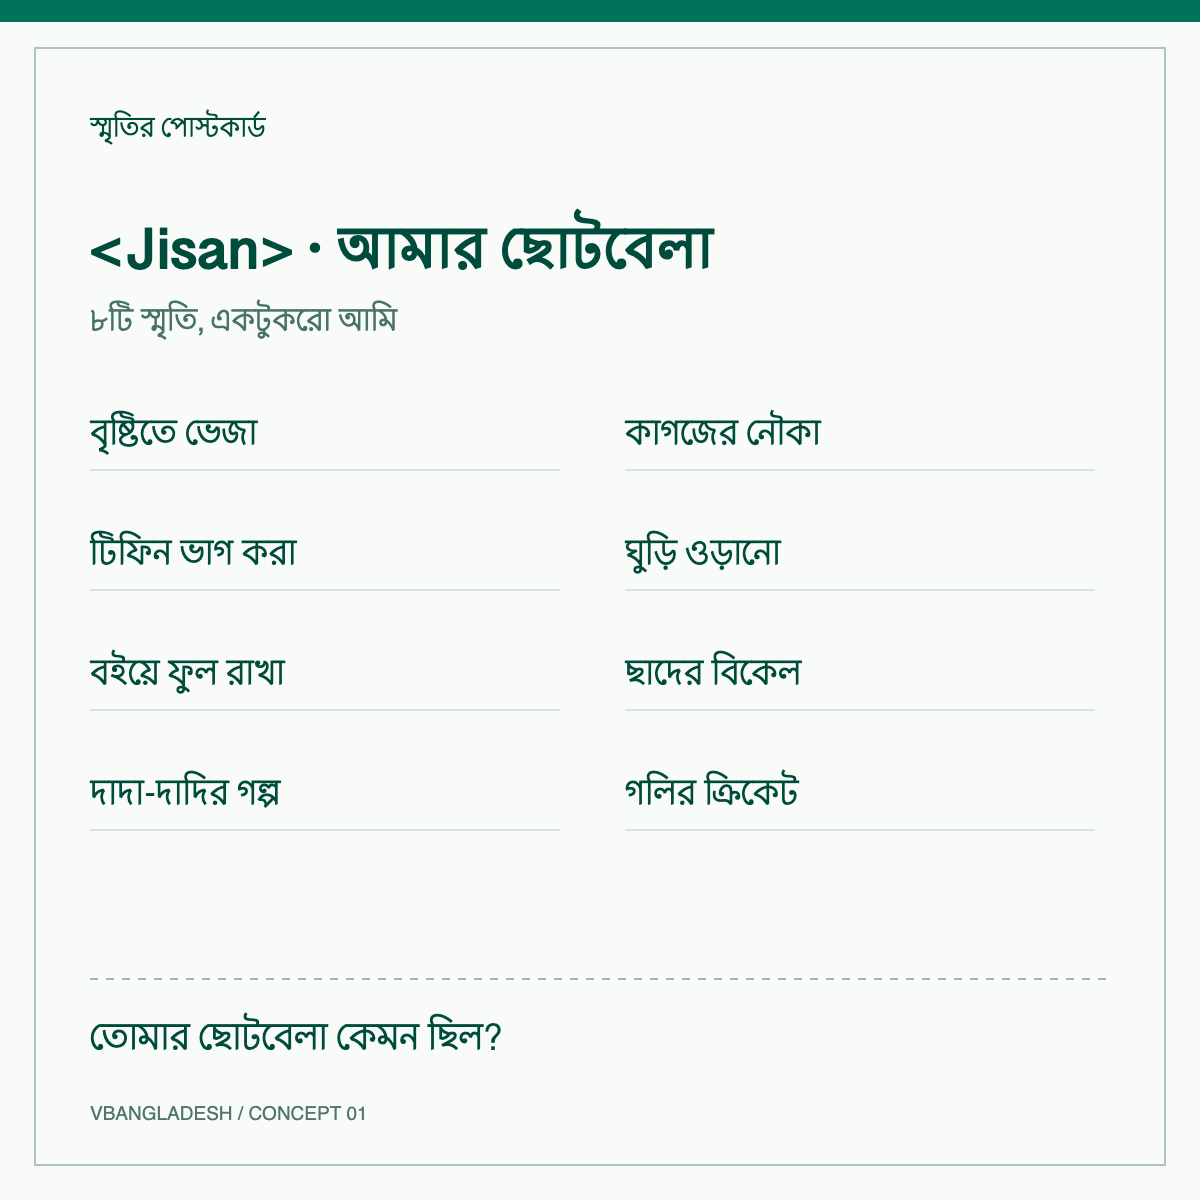 স্মৃতির পোস্টকার্ড
<Jisan> · আমার ছোটবেলা
৮টি স্মৃতি, একটুকরো আমি
বৃষ্টিতে ভেজা
কাগজের নৌকা
টিফিন ভাগ করা
ঘুড়ি ওড়ানো
বইয়ে ফুল রাখা
ছাদের বিকেল
দাদা-দাদির গল্প
গলির ক্রিকেট
তোমার ছোটবেলা কেমন ছিল?
VBANGLADESH / CONCEPT 01